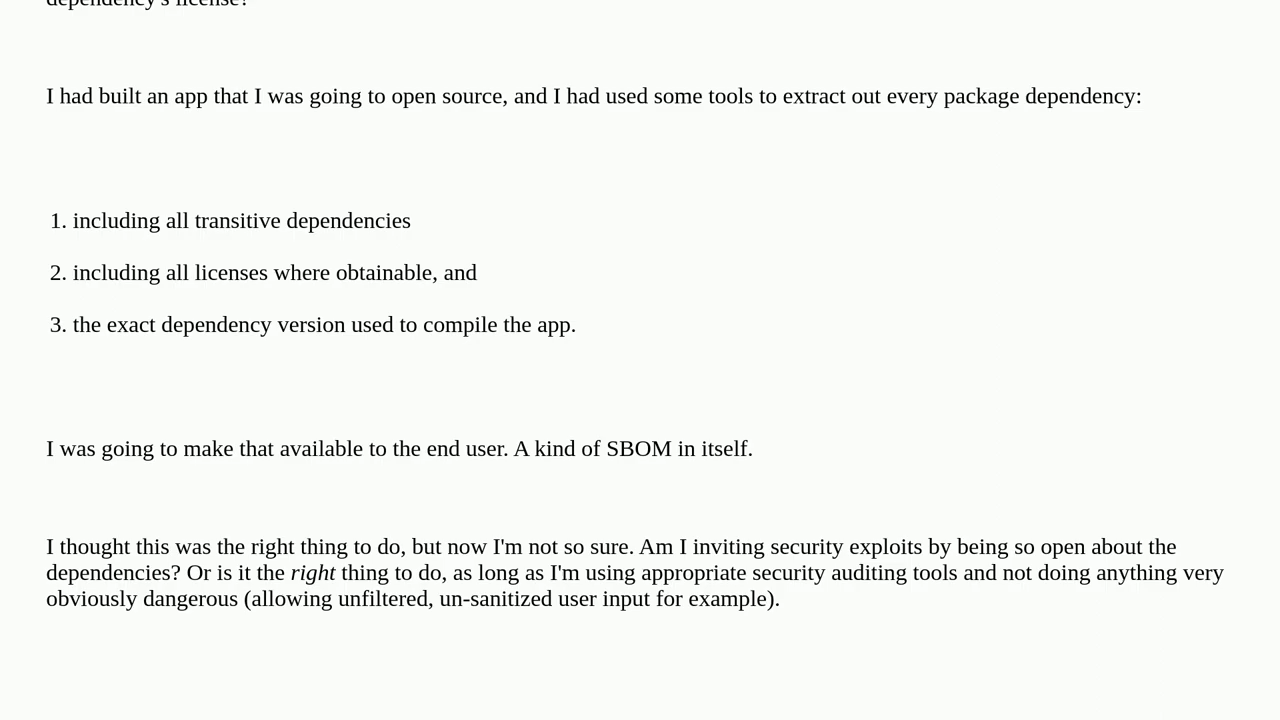 dependency's license?
I had built an app that I was going to open source, and I had used some tools to extract out every package dependency:
1. including all transitive dependencies
2. including all licenses where obtainable, and
3. the exact dependency version used to compile the app.
I was going to make that available to the end user. A kind of SBOM in itself.
I thought this was the right thing to do, but now I'm not so sure. Am I inviting security exploits by being so open about the
dependencies? Or is it the right thing to do, as long as I'm using appropriate security auditing tools and not doing anything very
obviously dangerous (allowing unfiltered, un-sanitized user input for example).